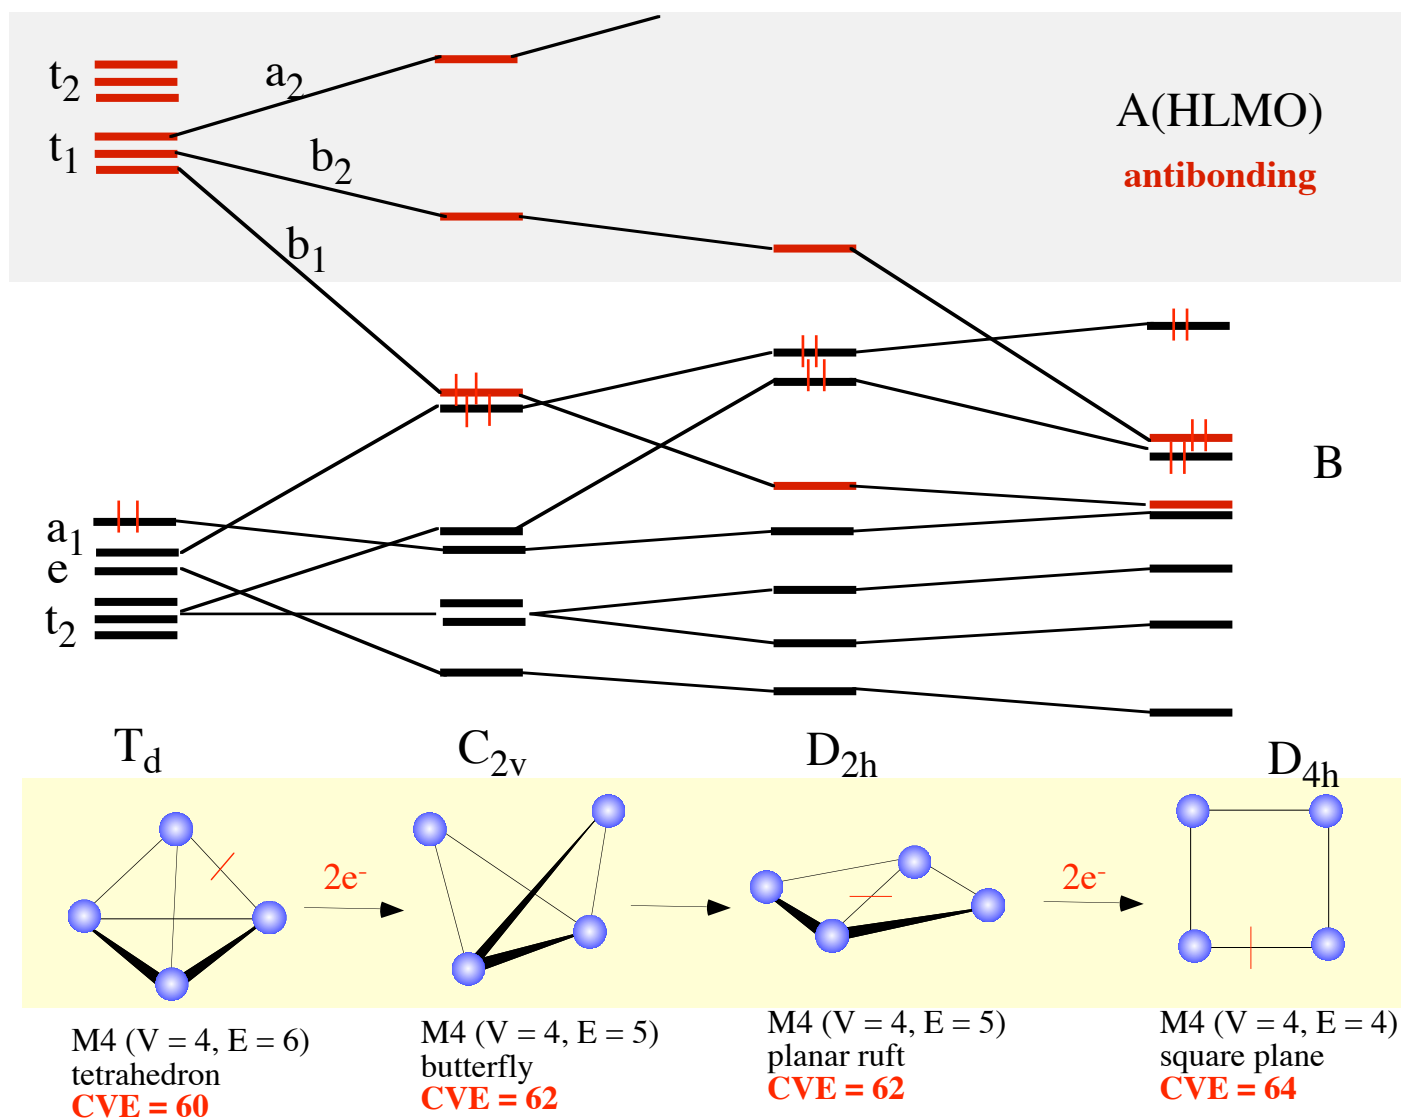 t2
a2
A(HLMO)
t1
b2
antibonding
b1
B
a1
e
t2
Td
C2v
D2h
D4h
2e-
2e-
M4 (V = 4, E = 6)
tetrahedron
CVE = 60
M4 (V = 4, E = 5)
butterfly
CVE = 62
M4 (V = 4, E = 5)
planar ruft
CVE = 62
M4 (V = 4, E = 4)
square plane
CVE = 64